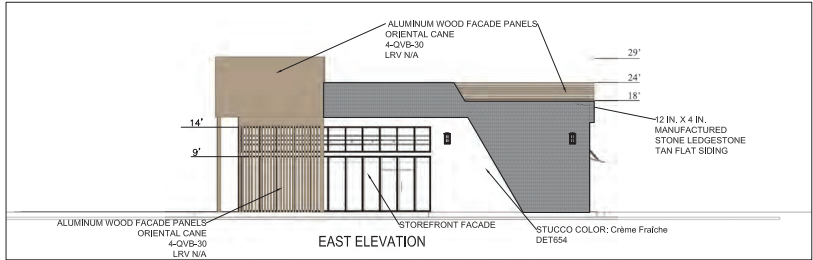 ALUMINUM WOOD FACADE PANELS
ORIENTAL CANE
4-QVB-30
LRV N/A
29'
24'
18'
12 IN. X 4 IN.
MANUFACTURED
STONE LEDGESTONE
TAN FLAT SIDING
14'
9'
ALUMINUM WOOD FACADE PANELS
ORIENTAL CANE
4-QVB-30
LRV N/A
STOREFRONT FACADE
STUCCO COLOR: Crème Fraîche
DET654
EAST ELEVATION